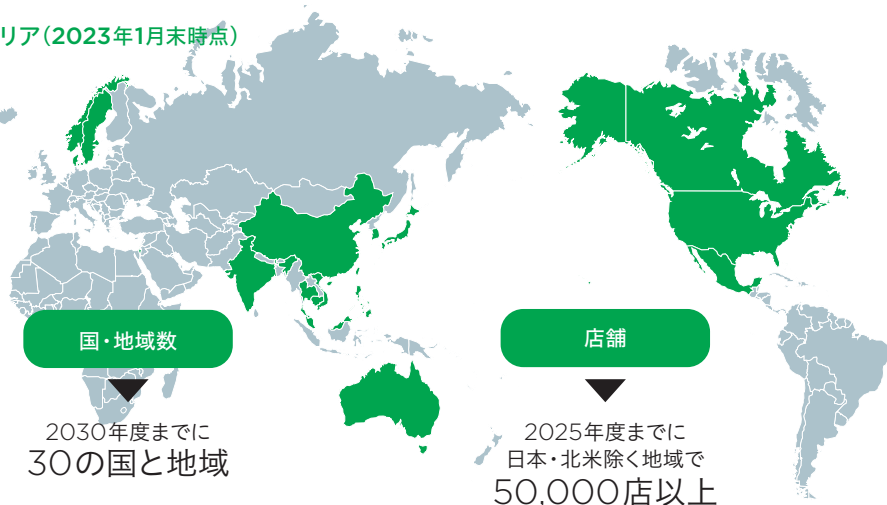 リア（2023年1月末時点）
国・地域数
2030年度までに
30の国と地域
店舗
2025年度までに
日本・北米除く地域で
50,000店以上